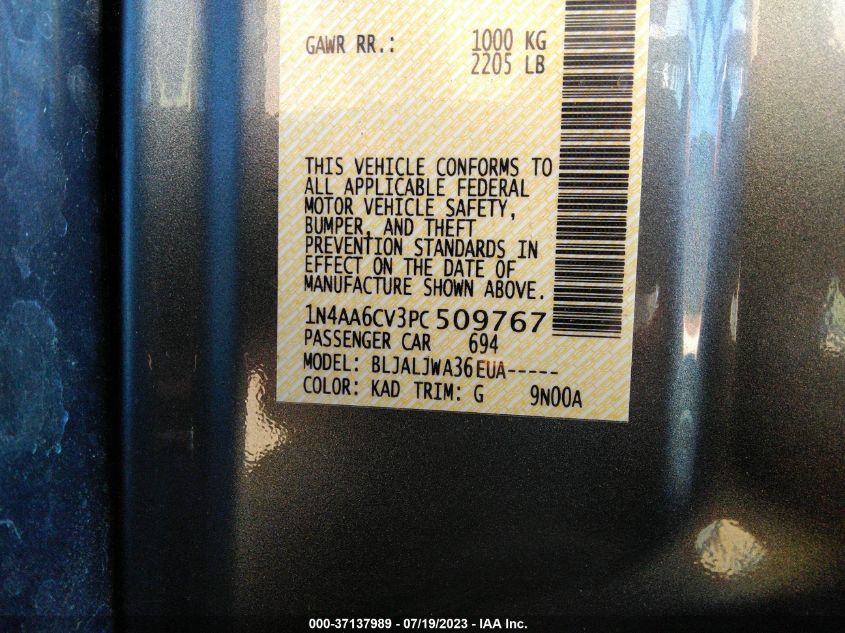 GAWR RR.: 1000 KG
2205 LB
THIS VEHICLE CONFORMS TO
ALL APPLICABLE FEDERAL
MOTOR VEHICLE SAFETY,
BUMPER, AND THEFT
PREVENTION STANDARDS IN
EFFECT ON THE DATE OF
MANUFACTURE SHOWN ABOVE.
1N4AA6CV3PC509767
PASSENGER CAR 694
MODEL: BLJALJWA36EUA-----
COLOR: KAD TRIM: G 9N00A
000-37137989 - 07/19/2023 - IAA Inc.